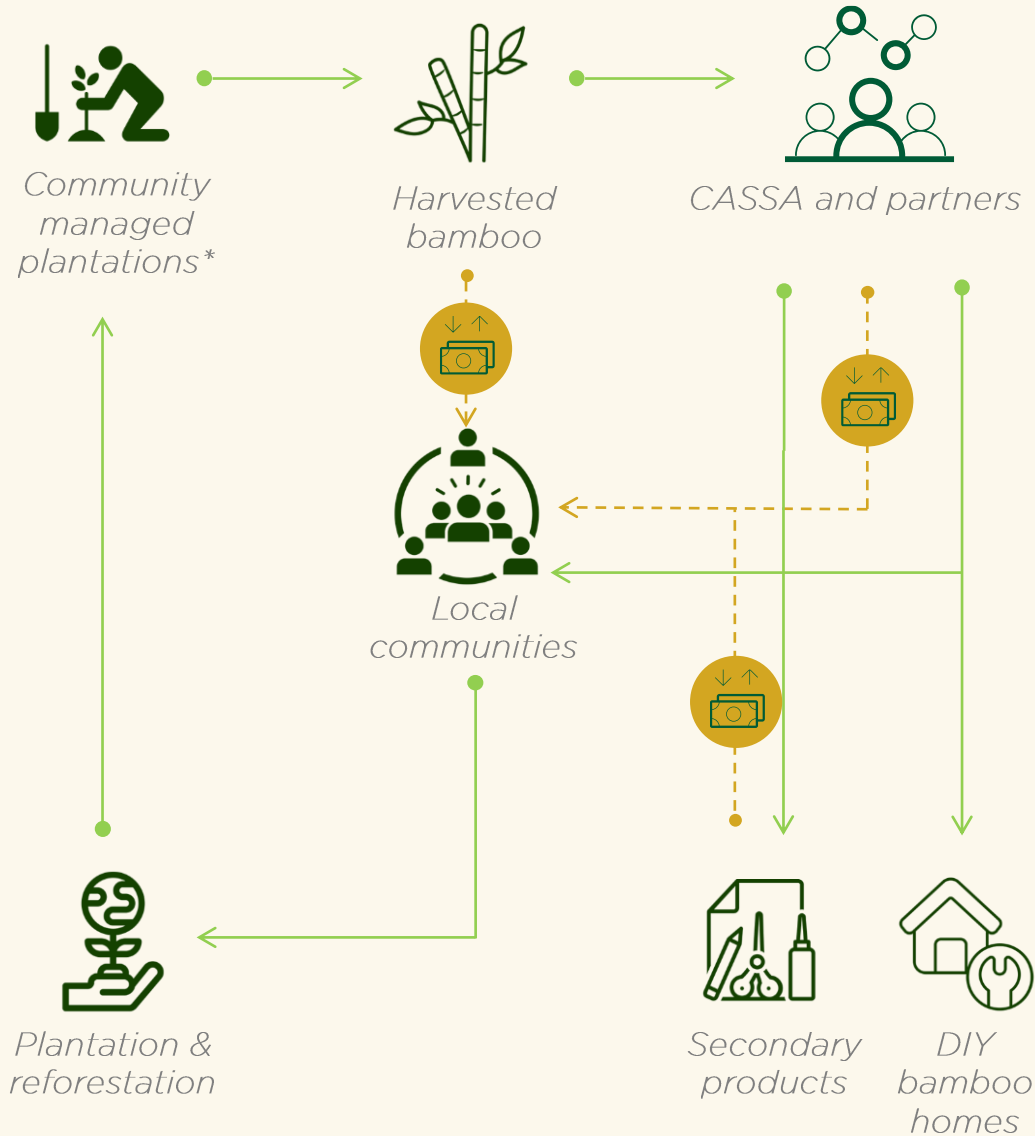 Community
managed
plantations*
Harvested
bamboo
CASSA and partners
Local
communities
Plantation &
reforestation
Secondary
products
DIY
bamboo
homes